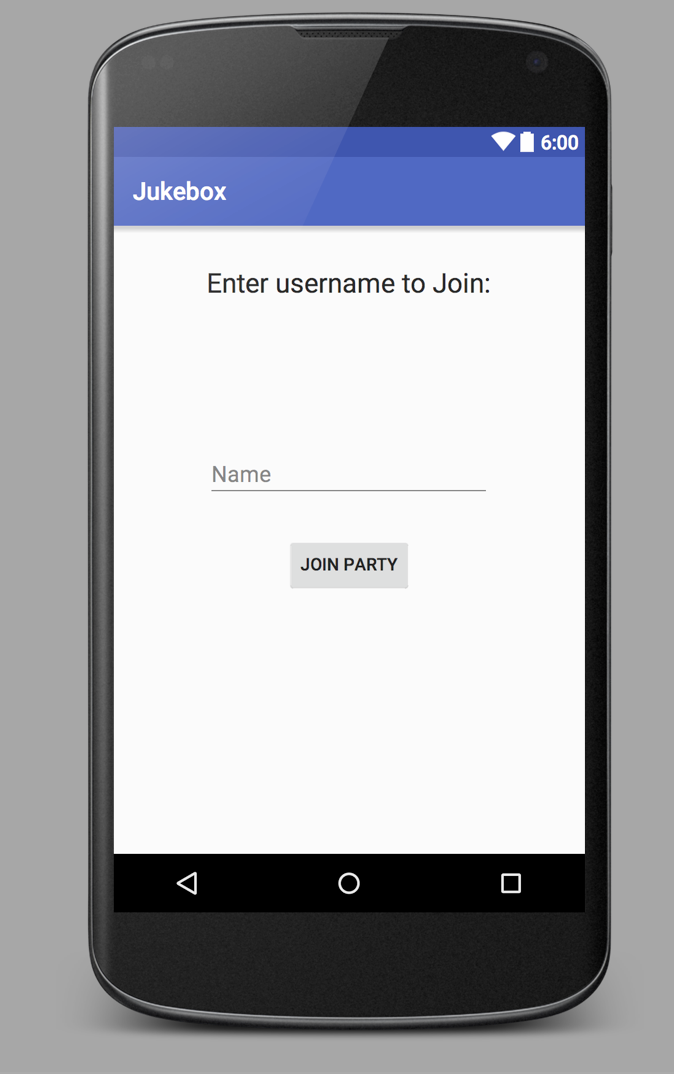 6:00
Jukebox
Enter username to Join:
Name
JOIN PARTY